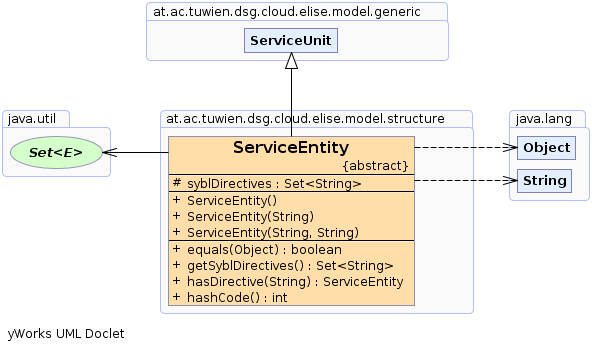 at.ac.tuwien.dsg.cloud.elise.model.generic
ServiceUnit
java.util
Set<E>
at.ac.tuwien.dsg.cloud.elise.model.structure
ServiceEntity
{abstract}
# syblDirectives : Set<String>
+ ServiceEntity()
+ ServiceEntity(String)
+ ServiceEntity(String, String)
+ equals(Object) : boolean
+ getSyblDirectives() : Set<String>
+ hasDirective(String) : ServiceEntity
+ hashCode() : int
java.lang
Object
String
yWorks UML Doclet